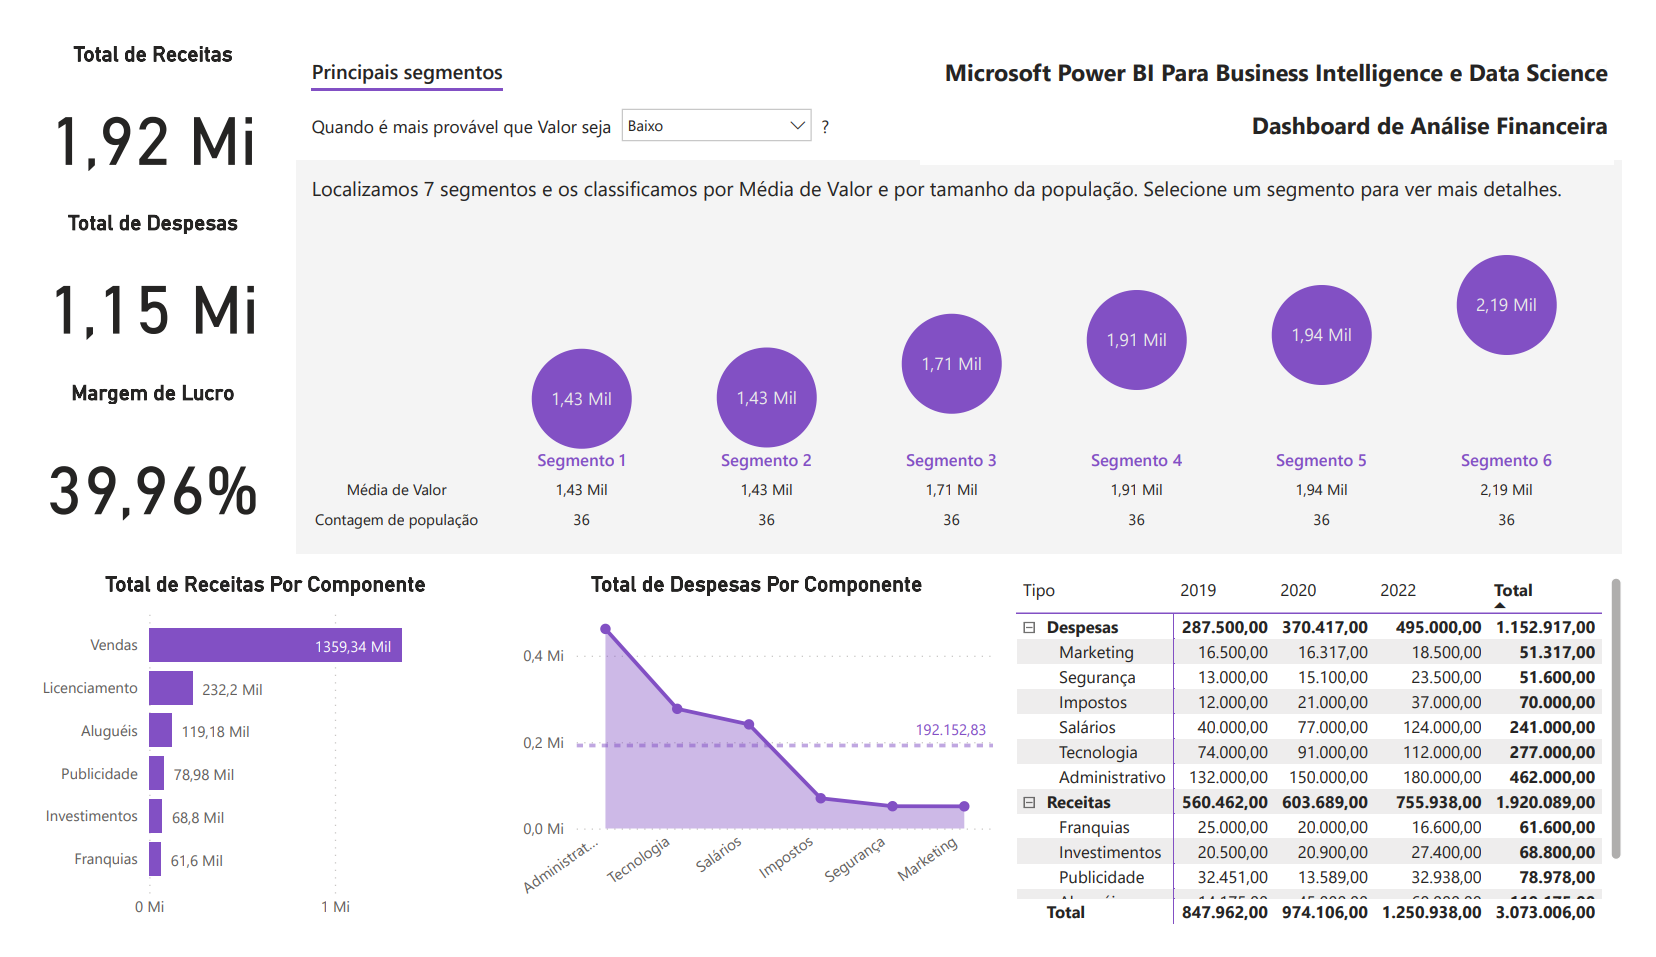 Total de Receitas
1,92 Mi
Total de Despesas
1,15 Mi
Margem de Lucro
39,96%
Principais segmentos
Quando é mais provável que Valor seja Baixo ?
Microsoft Power BI Para Business Intelligence e Data Science
Dashboard de Análise Financeira
Localizamos 7 segmentos e os classificamos por Média de Valor e por tamanho da população. Selecione um segmento para ver mais detalhes.
1,43 Mil 1,43 Mil 1,71 Mil 1,91 Mil 1,94 Mil 2,19 Mil
Segmento 1 Segmento 2 Segmento 3 Segmento 4 Segmento 5 Segmento 6
Média de Valor 1,43 Mil 1,43 Mil 1,71 Mil 1,91 Mil 1,94 Mil 2,19 Mil
Contagem de população 36 36 36 36 36 36
Total de Receitas Por Componente
Vendas 1359,34 Mil
Licenciamento 232,2 Mil
Aluguéis 119,18 Mil
Publicidade 78,98 Mil
Investimentos 68,8 Mil
Franquias 61,6 Mil
0 Mi 1 Mi
Total de Despesas Por Componente
0,4 Mi
192.152,83
0,2 Mi
0,0 Mi
Administrat... Tecnologia Salários Impostos Segurança Marketing
Tipo 2019 2020 2022 Total
Despesas 287.500,00 370.417,00 495.000,00 1.152.917,00
Marketing 16.500,00 16.317,00 18.500,00 51.317,00
Segurança 13.000,00 15.100,00 23.500,00 51.600,00
Impostos 12.000,00 21.000,00 37.000,00 70.000,00
Salários 40.000,00 77.000,00 124.000,00 241.000,00
Tecnologia 74.000,00 91.000,00 112.000,00 277.000,00
Administrativo 132.000,00 150.000,00 180.000,00 462.000,00
Receitas 560.462,00 603.689,00 755.938,00 1.920.089,00
Franquias 25.000,00 20.000,00 16.600,00 61.600,00
Investimentos 20.500,00 20.900,00 27.400,00 68.800,00
Publicidade 32.451,00 13.589,00 32.938,00 78.978,00
Total 847.962,00 974.106,00 1.250.938,00 3.073.006,00